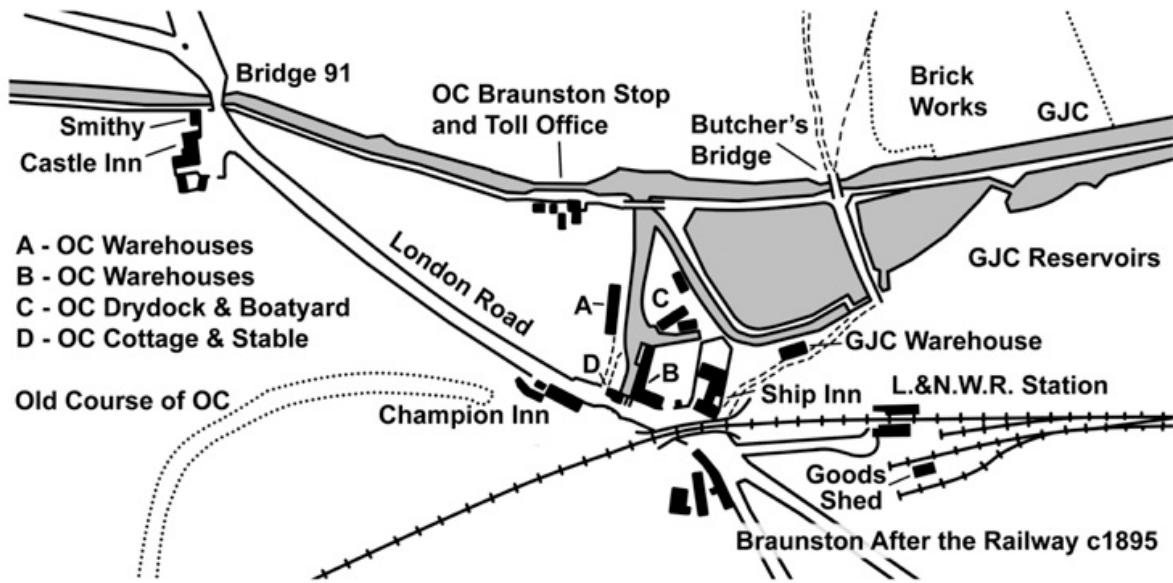 Bridge 91
Smithy
Castle Inn
OC Braunston Stop
and Toll Office
Butcher's
Bridge
Brick
Works
GJC
GJC Reservoirs
A - OC Warehouses
B - OC Warehouses
C - OC Drydock & Boatyard
D - OC Cottage & Stable
London Road
A
C
D
B
GJC Warehouse
Old Course of OC
Champion Inn
Ship Inn
L.&N.W.R. Station
Goods
Shed
Braunston After the Railway c1895